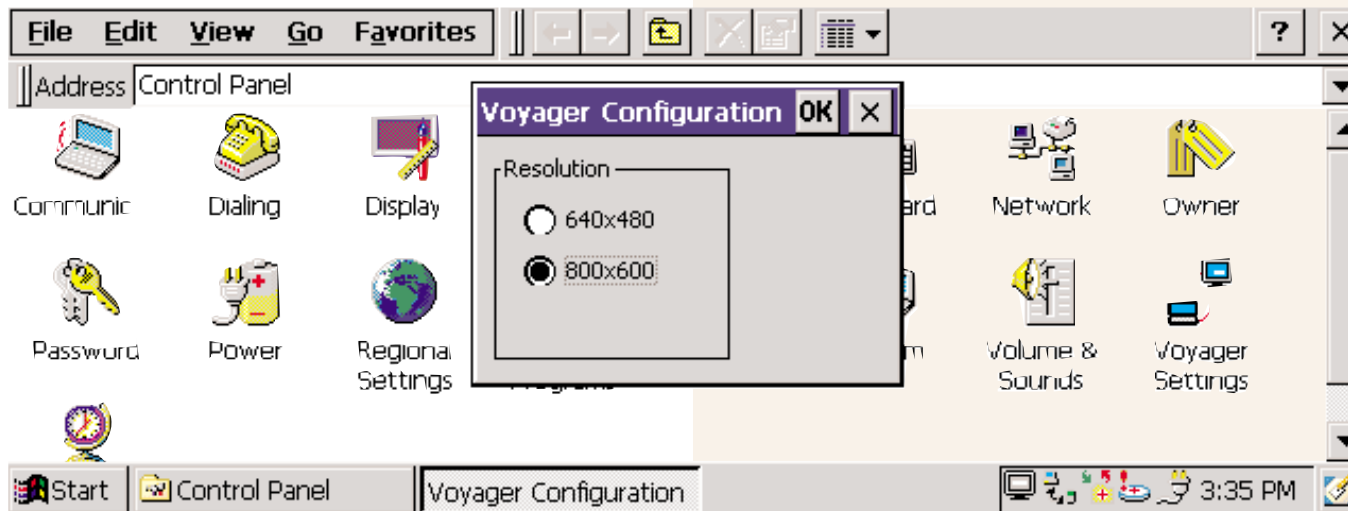 File Edit View Go Favorites ?
Address Control Panel
Voyager Configuration OK
Resolution
640x480
800x600
Dialing Display Network Owner
Password Power Regional Settings Volume & Sounds Voyager Settings
Start Control Panel Voyager Configuration 3:35 PM